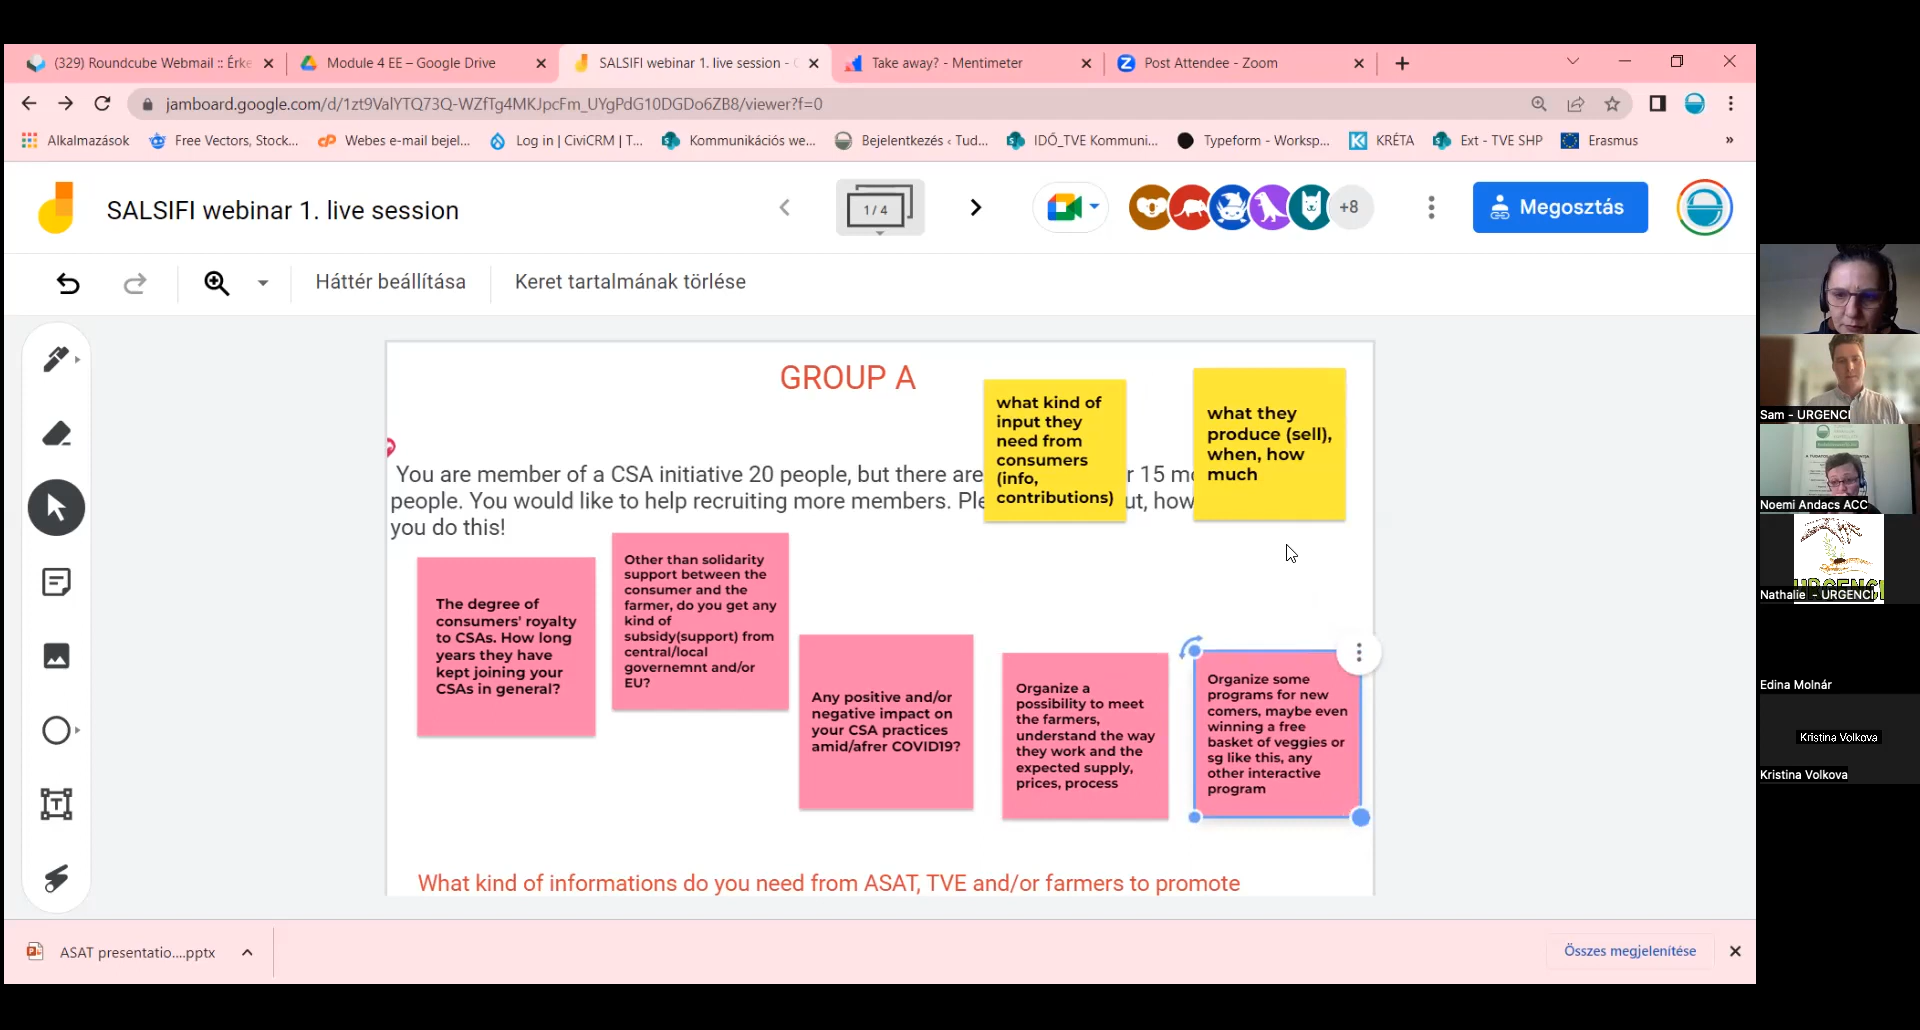 (329) Roundcube Webmail :: Érke
Module 4 EE – Google Drive
SALSIFI webinar 1. live session -
Take away? - Mentimeter
Post Attendee - Zoom
jamboard.google.com/d/1zt9ValYTQ73Q-WZfTg4MKJpcFm_UYgPdG10DGDo6ZB8/viewer?f=0
Alkalmazások
Free Vectors, Stock...
Webes e-mail bejel...
Log in | CiviCRM | T...
Kommunikációs we...
Bejelentkezés ‹ Tud...
IDŐ_TVE Kommuni...
Typeform - Worksp...
KRÉTA
Ext - TVE SHP
Erasmus
SALSIFI webinar 1. live session
1 / 4
+8
Megosztás
Háttér beállítása
Keret tartalmának törlése
GROUP A
what kind of
input they
need from
consumers
(info,
contributions)
what they
produce (sell),
when, how
much
You are member of a CSA initiative 20 people, but there are r 15 mo
people. You would like to help recruiting more members. Ple ut, how
you do this!
The degree of
consumers' royalty
to CSAs. How long
years they have
kept joining your
CSAs in general?
Other than solidarity
support between the
consumer and the
farmer, do you get any
kind of
subsidy(support) from
central/local
governemnt and/or
EU?
Any positive and/or
negative impact on
your CSA practices
amid/afrer COVID19?
Organize a
possibility to meet
the farmers,
understand the way
they work and the
expected supply,
prices, process
Organize some
programs for new
comers, maybe even
winning a free
basket of veggies or
sg like this, any
other interactive
program
What kind of informations do you need from ASAT, TVE and/or farmers to promote
ASAT presentatio....pptx
Összes megjelenítése
Sam - URGENCI
Noemi Andacs ACC
URGENCI
Nathalie - URGENCI
Edina Molnár
Kristina Volkova
Kristina Volkova